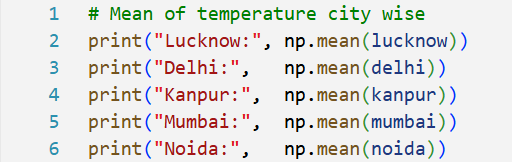 1 # Mean of temperature city wise
2 print("Lucknow:", np.mean(lucknow))
3 print("Delhi:",   np.mean(delhi))
4 print("Kanpur:",  np.mean(kanpur))
5 print("Mumbai:",  np.mean(mumbai))
6 print("Noida:",   np.mean(noida))